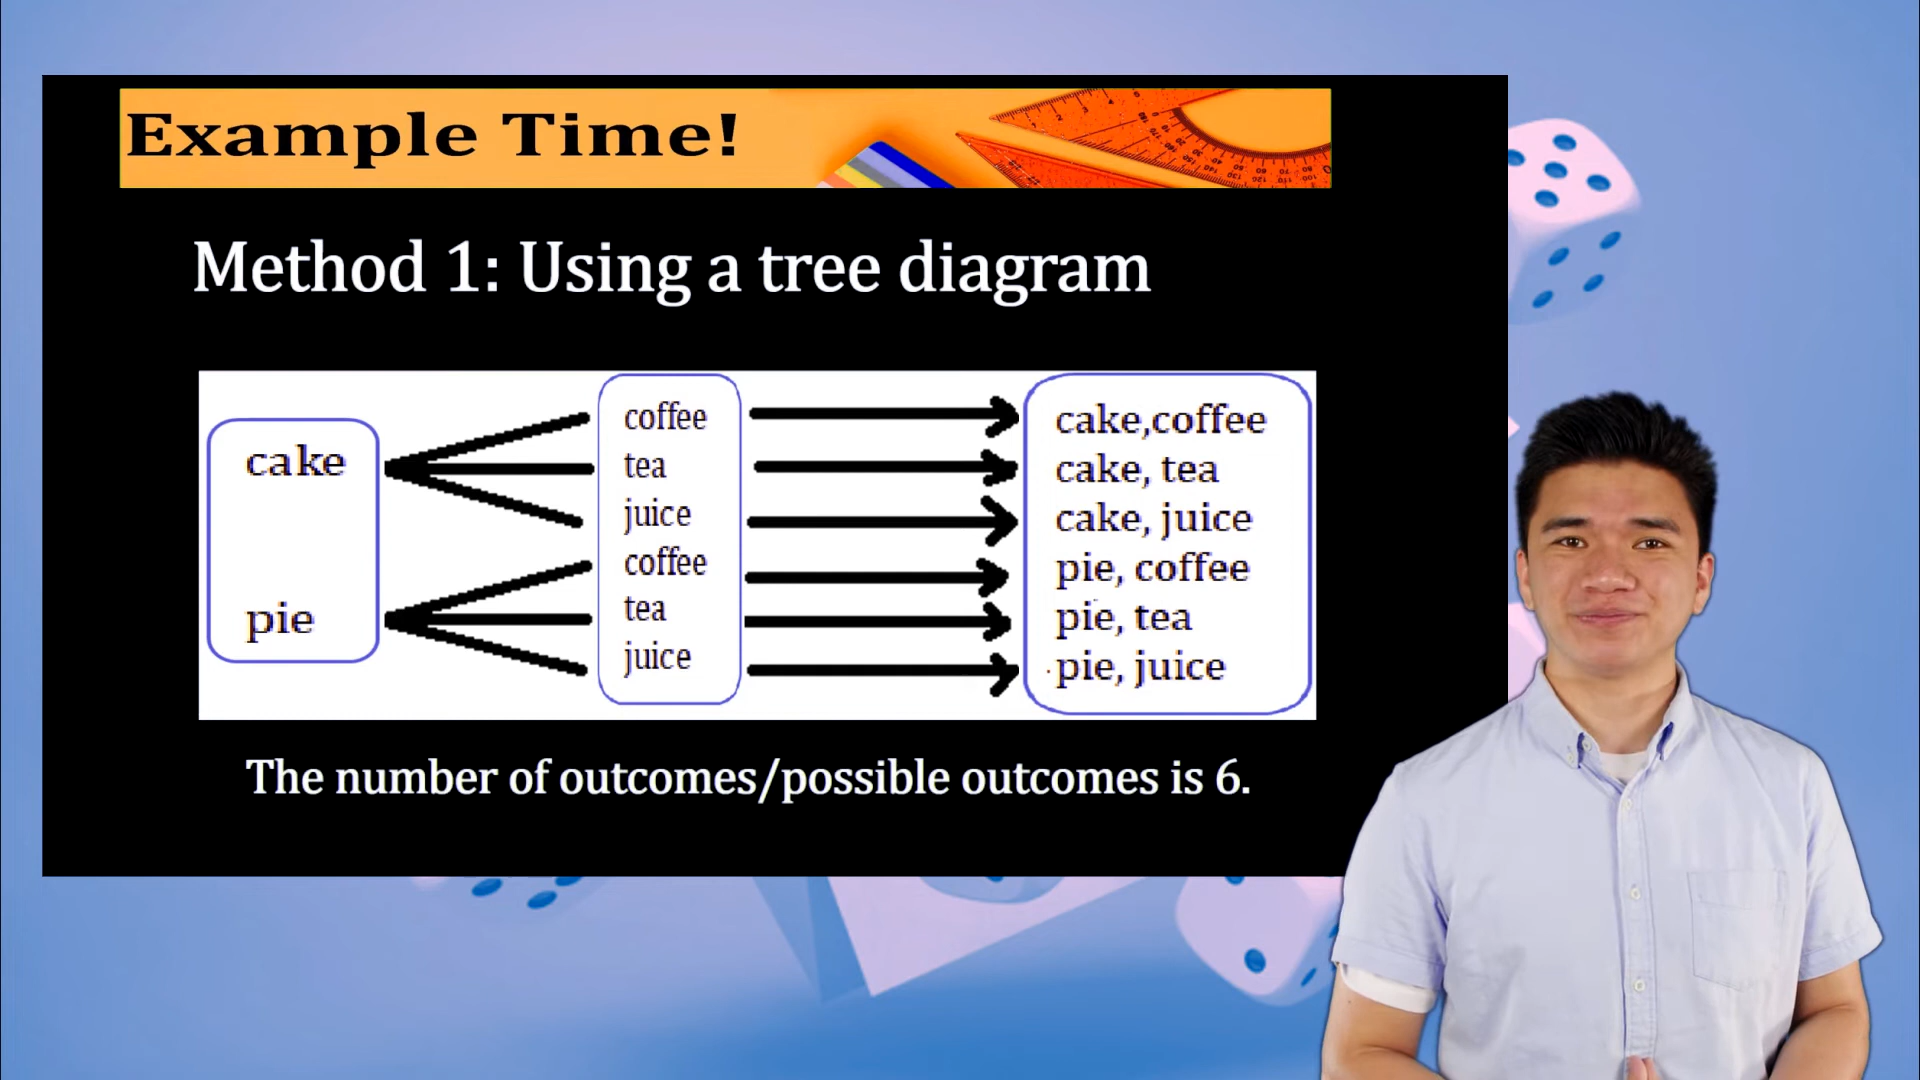 Example Time!
Method 1: Using a tree diagram
cake
pie
coffee
tea
juice
coffee
tea
juice
cake,coffee
cake, tea
cake, juice
pie, coffee
pie, tea
pie, juice
The number of outcomes/possible outcomes is 6.